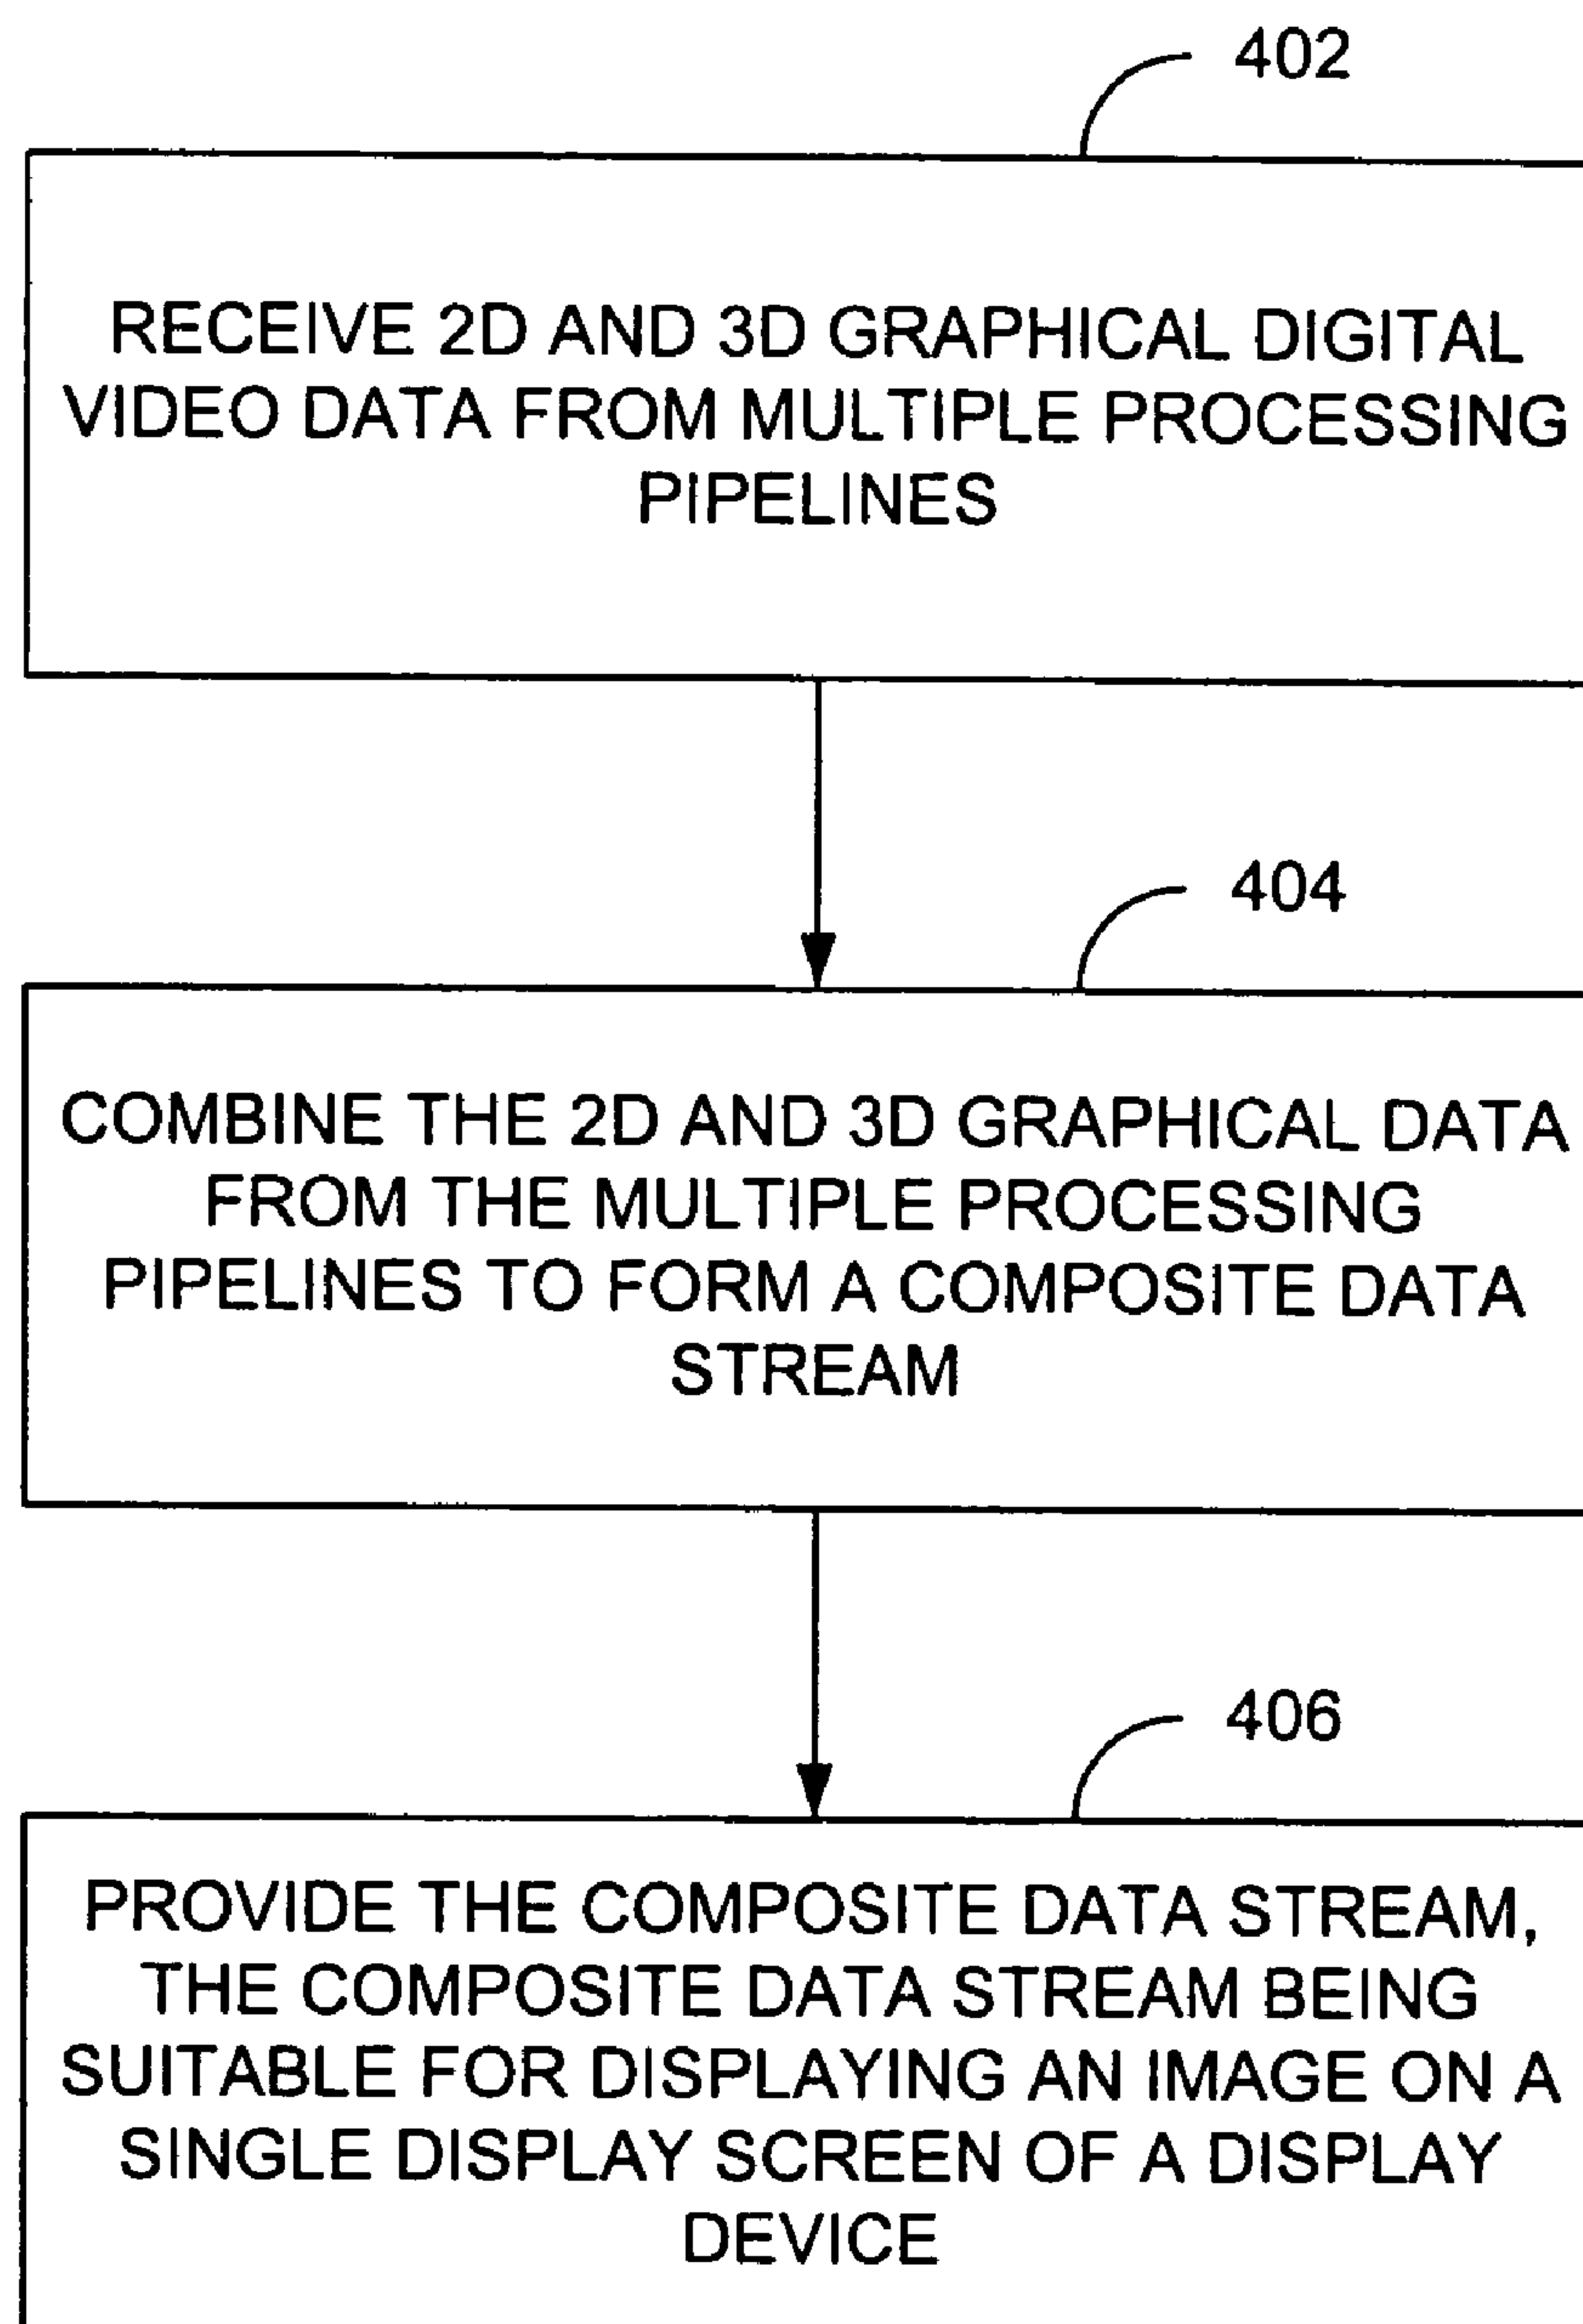 402
RECEIVE 2D AND 3D GRAPHICAL DIGITAL
VIDEO DATA FROM MULTIPLE PROCESSING
PIPELINES
404
COMBINE THE 2D AND 3D GRAPHICAL DATA
FROM THE MULTIPLE PROCESSING
PIPELINES TO FORM A COMPOSITE DATA
STREAM
406
PROVIDE THE COMPOSITE DATA STREAM,
THE COMPOSITE DATA STREAM BEING
SUITABLE FOR DISPLAYING AN IMAGE ON A
SINGLE DISPLAY SCREEN OF A DISPLAY
DEVICE